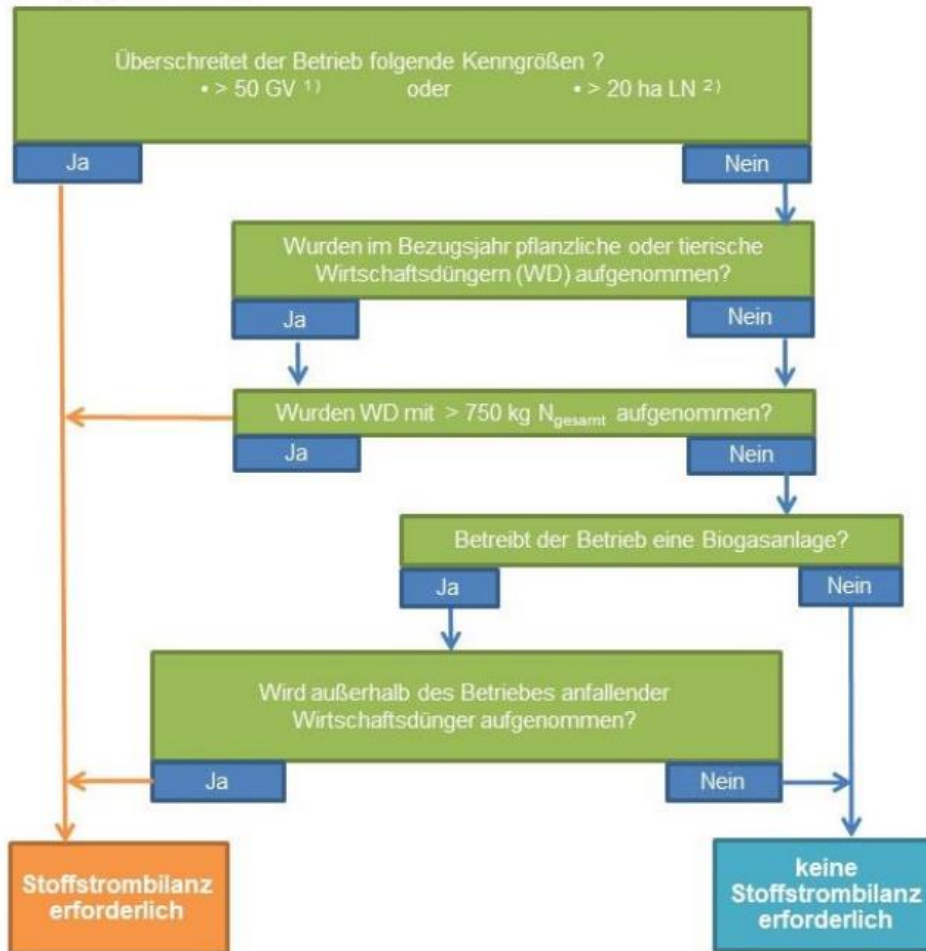 Überschreitet der Betrieb folgende Kenngrößen ?
• > 50 GV ¹⁾ oder • > 20 ha LN ²⁾
Ja Nein
Wurden im Bezugsjahr pflanzliche oder tierische
Wirtschaftsdüngern (WD) aufgenommen?
Ja Nein
Wurden WD mit > 750 kg Ngesamt aufgenommen?
Ja Nein
Betreibt der Betrieb eine Biogasanlage?
Ja Nein
Wird außerhalb des Betriebes anfallender
Wirtschaftsdünger aufgenommen?
Ja Nein
Stoffstrombilanz
erforderlich
keine
Stoffstrombilanz
erforderlich